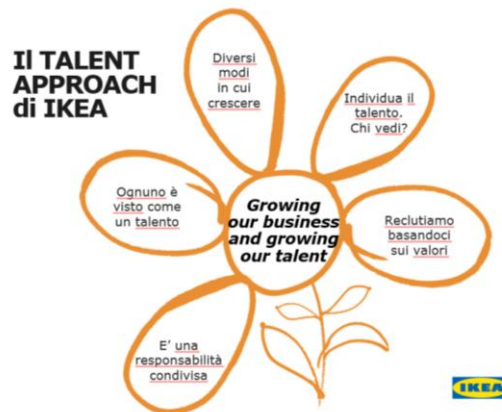 Il TALENT
APPROACH
di IKEA
Diversi
modi
in cui
crescere
Individua il
talento.
Chi vedi?
Ognuno è
visto come
un talento
Growing
our business
and growing
our talent
Reclutiamo
basandoci
sui valori
E' una
responsabilità
condivisa
IKEA